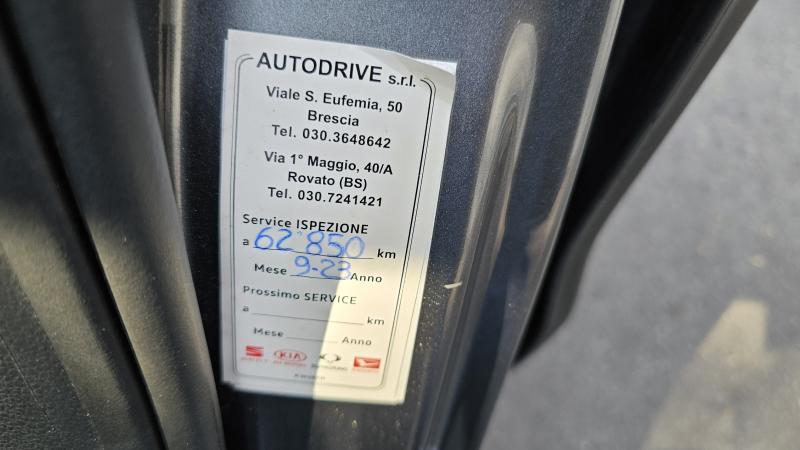 AUTODRIVE s.r.l.
Viale S. Eufemia, 50
Brescia
Tel. 030.3648642
Via 1° Maggio, 40/A
Rovato (BS)
Tel. 030.7241421
Service ISPEZIONE
a 62°850 km
Mese 9-23 Anno
Prossimo SERVICE
a km
Mese Anno
KIA